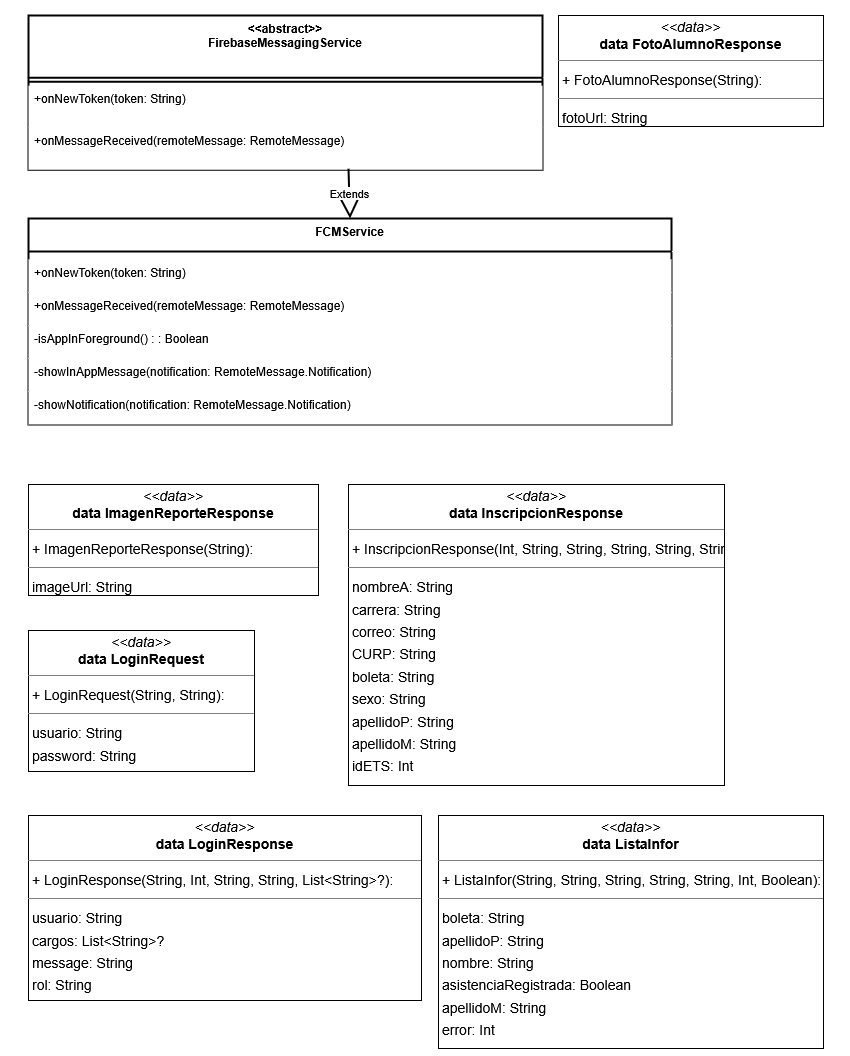 <<abstract>>
FirebaseMessagingService
+onNewToken(token: String)
+onMessageReceived(remoteMessage: RemoteMessage)
<<data>>
data FotoAlumnoResponse
+ FotoAlumnoResponse(String):
fotoUrl: String
Extends
FCMService
+onNewToken(token: String)
+onMessageReceived(remoteMessage: RemoteMessage)
-isAppInForeground() : : Boolean
-showInAppMessage(notification: RemoteMessage.Notification)
-showNotification(notification: RemoteMessage.Notification)
<<data>>
data ImagenReporteResponse
+ ImagenReporteResponse(String):
imageUrl: String
<<data>>
data InscripcionResponse
+ InscripcionResponse(Int, String, String, String, String, Strin
nombreA: String
carrera: String
correo: String
CURP: String
boleta: String
sexo: String
apellidoP: String
apellidoM: String
idETS: Int
<<data>>
data LoginRequest
+ LoginRequest(String, String):
usuario: String
password: String
<<data>>
data LoginResponse
+ LoginResponse(String, Int, String, String, List<String>?):
usuario: String
cargos: List<String>?
message: String
rol: String
<<data>>
data ListaInfor
+ ListaInfor(String, String, String, String, String, Int, Boolean):
boleta: String
apellidoP: String
nombre: String
asistenciaRegistrada: Boolean
apellidoM: String
error: Int